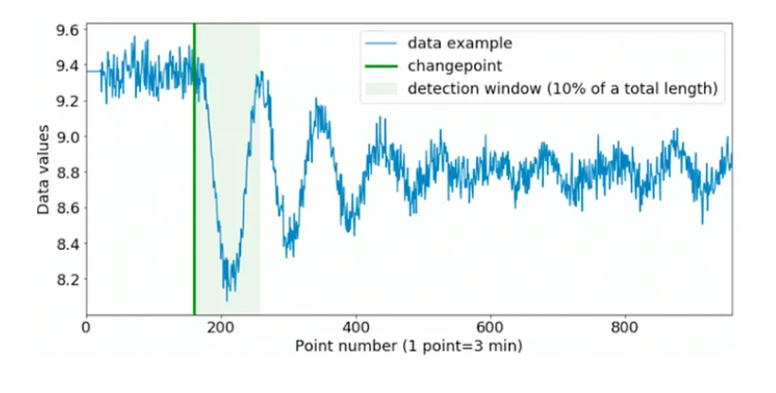 9.6
data example
9.4
changepoint
detection window (10% of a total length)
9.2
9.0
Data values
8.8
8.6
8.4
8.2
0
200
400
600
800
Point number (1 point=3 min)